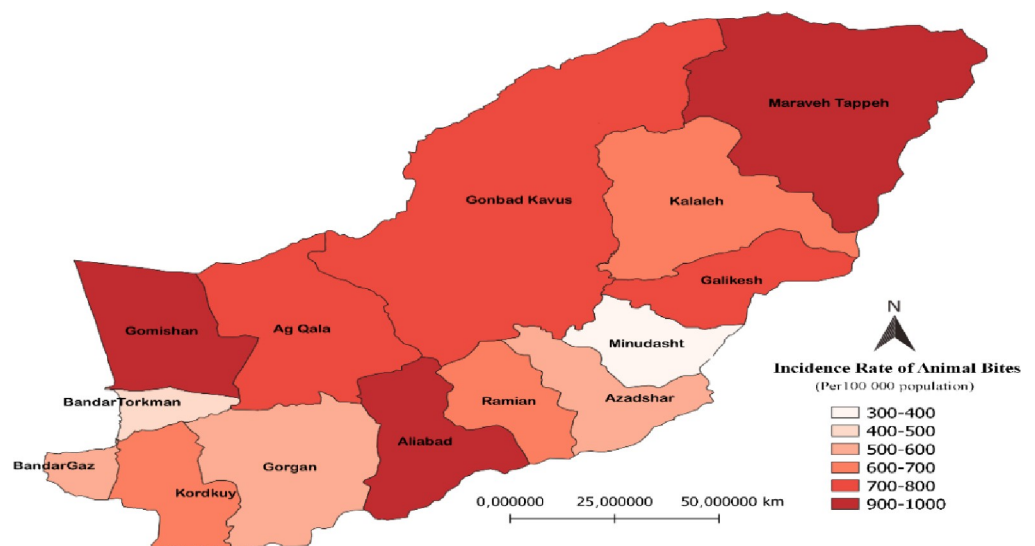 Maraveh Tappeh
Gonbad Kavus
Kalaleh
Galikesh
Gomishan
Ag Qala
Minudasht
BandarTorkman
Ramian
Azadshar
Aliabad
BandarGaz
Gorgan
Kordkuy
N
Incidence Rate of Animal Bites
(Per100 000 population)
300-400
400-500
500-600
600-700
700-800
900-1000
0,000000 25,000000 50,000000 km